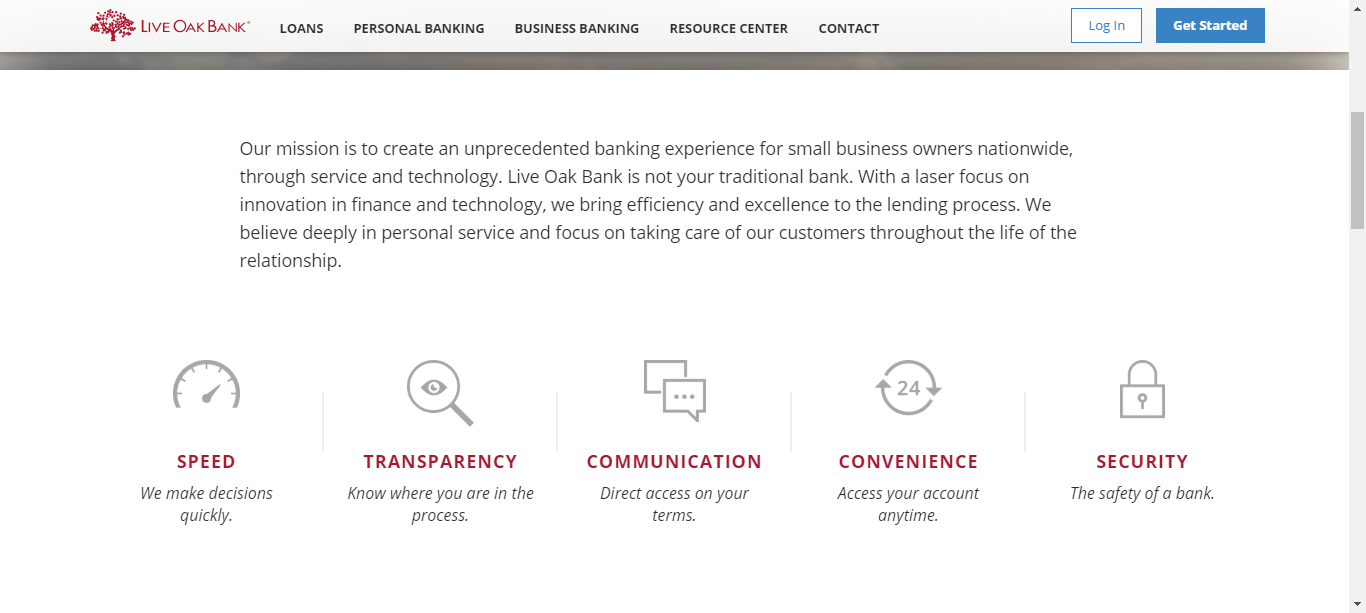 LIVE OAK BANK®
LOANS
PERSONAL BANKING
BUSINESS BANKING
RESOURCE CENTER
CONTACT
Log In
Get Started
Our mission is to create an unprecedented banking experience for small business owners nationwide,
through service and technology. Live Oak Bank is not your traditional bank. With a laser focus on
innovation in finance and technology, we bring efficiency and excellence to the lending process. We
believe deeply in personal service and focus on taking care of our customers throughout the life of the
relationship.
SPEED
We make decisions
quickly.
TRANSPARENCY
Know where you are in the
process.
COMMUNICATION
Direct access on your
terms.
24
CONVENIENCE
Access your account
anytime.
SECURITY
The safety of a bank.